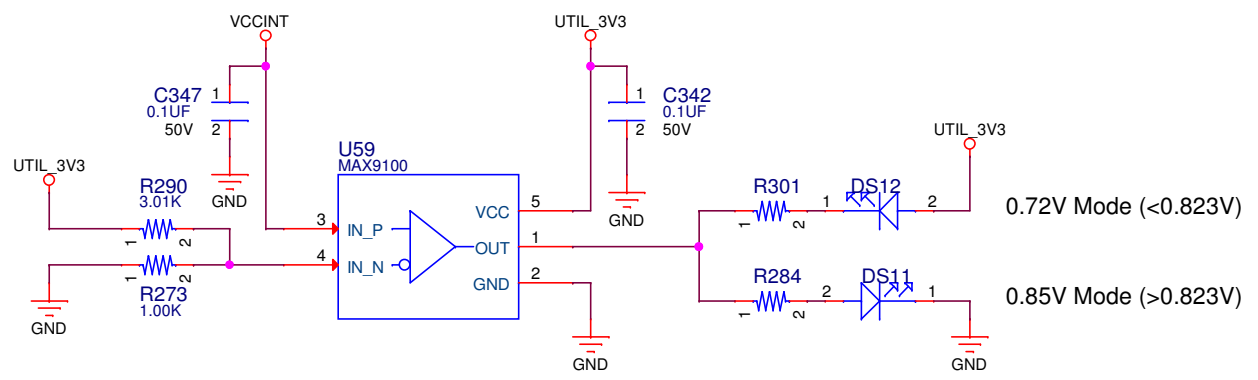 VCCINT
UTIL_3V3
C347
0.1UF
50V
1
2
GND
C342
0.1UF
50V
1
2
GND
UTIL_3V3
R290
3.01K
1
2
R273
1.00K
1
2
GND
U59
MAX9100
3
IN_P
4
IN_N
VCC
5
OUT
1
GND
2
GND
UTIL_3V3
R301
1
2
DS12
1
2
0.72V Mode (<0.823V)
R284
1
2
DS11
2
1
0.85V Mode (>0.823V)
GND